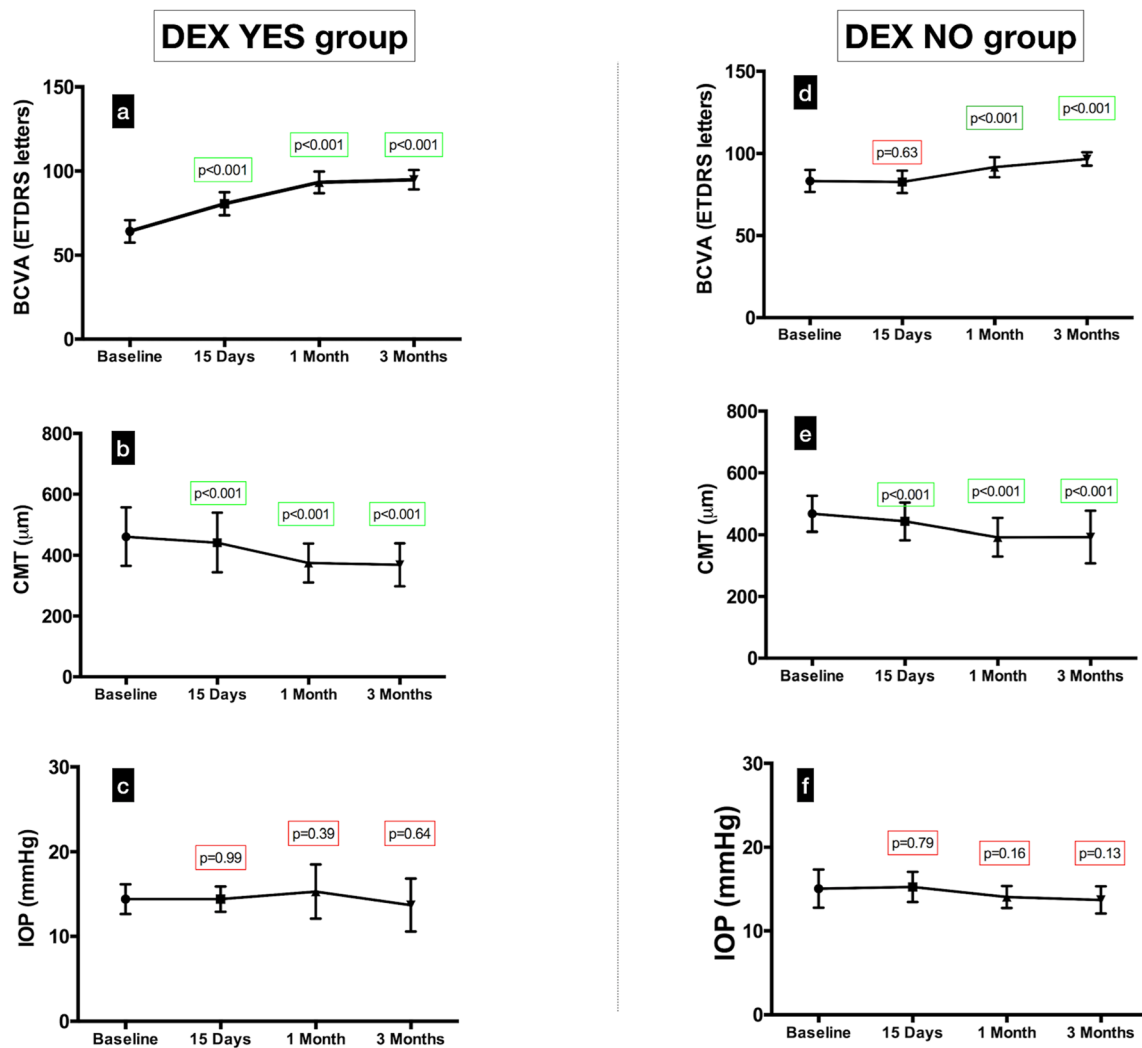 DEX YES group
a
BCVA (ETDRS letters)
150
100
50
0
p<0.001
p<0.001
p<0.001
Baseline
15 Days
1 Month
3 Months
b
CMT (μm)
800
600
400
200
0
p<0.001
p<0.001
p<0.001
Baseline
15 Days
1 Month
3 Months
c
IOP (mmHg)
30
20
10
0
p=0.99
p=0.39
p=0.64
Baseline
15 Days
1 Month
3 Months
DEX NO group
d
BCVA (ETDRS letters)
150
100
50
0
p=0.63
p<0.001
p<0.001
Baseline
15 Days
1 Month
3 Months
e
CMT (μm)
800
600
400
200
0
p<0.001
p<0.001
p<0.001
Baseline
15 Days
1 Month
3 Months
f
IOP (mmHg)
30
20
10
0
p=0.79
p=0.16
p=0.13
Baseline
15 Days
1 Month
3 Months